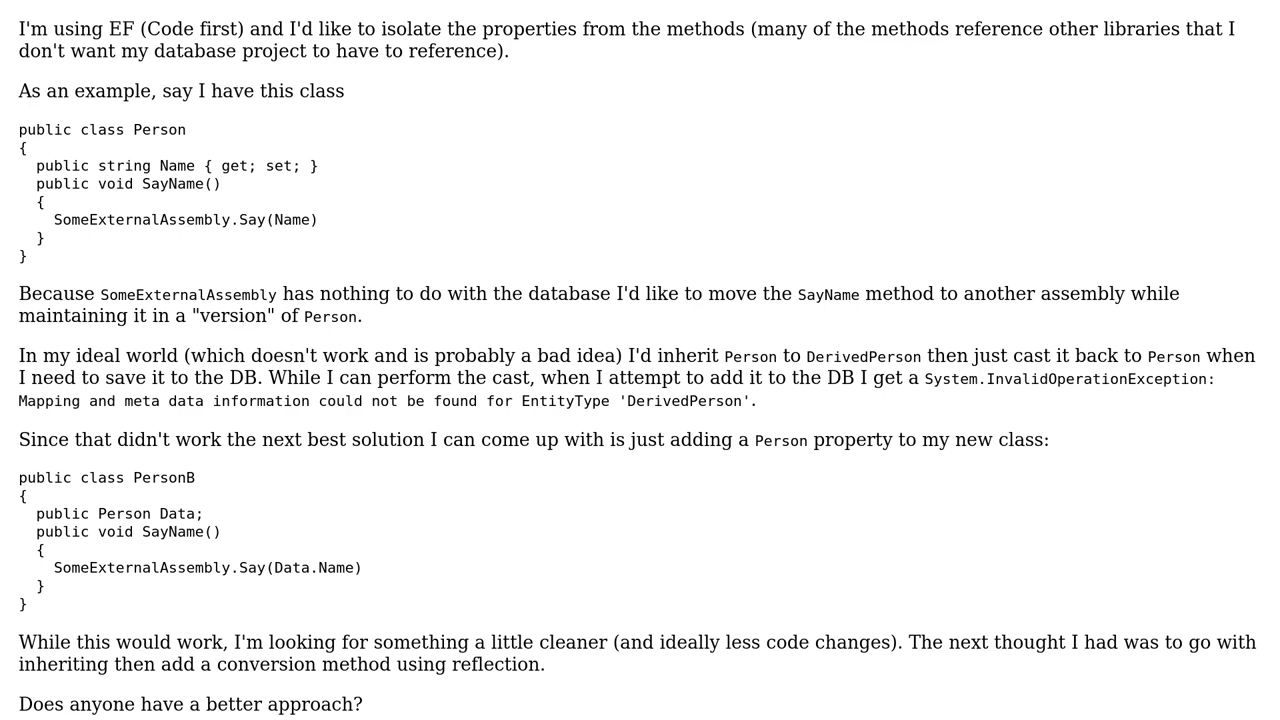 I'm using EF (Code first) and I'd like to isolate the properties from the methods (many of the methods reference other libraries that I
don't want my database project to have to reference).
As an example, say I have this class
public class Person
{
  public string Name { get; set; }
  public void SayName()
  {
    SomeExternalAssembly.Say(Name)
  }
}
Because SomeExternalAssembly has nothing to do with the database I'd like to move the SayName method to another assembly while
maintaining it in a "version" of Person.
In my ideal world (which doesn't work and is probably a bad idea) I'd inherit Person to DerivedPerson then just cast it back to Person when
I need to save it to the DB. While I can perform the cast, when I attempt to add it to the DB I get a System.InvalidOperationException:
Mapping and meta data information could not be found for EntityType 'DerivedPerson'.
Since that didn't work the next best solution I can come up with is just adding a Person property to my new class:
public class PersonB
{
  public Person Data;
  public void SayName()
  {
    SomeExternalAssembly.Say(Data.Name)
  }
}
While this would work, I'm looking for something a little cleaner (and ideally less code changes). The next thought I had was to go with
inheriting then add a conversion method using reflection.
Does anyone have a better approach?